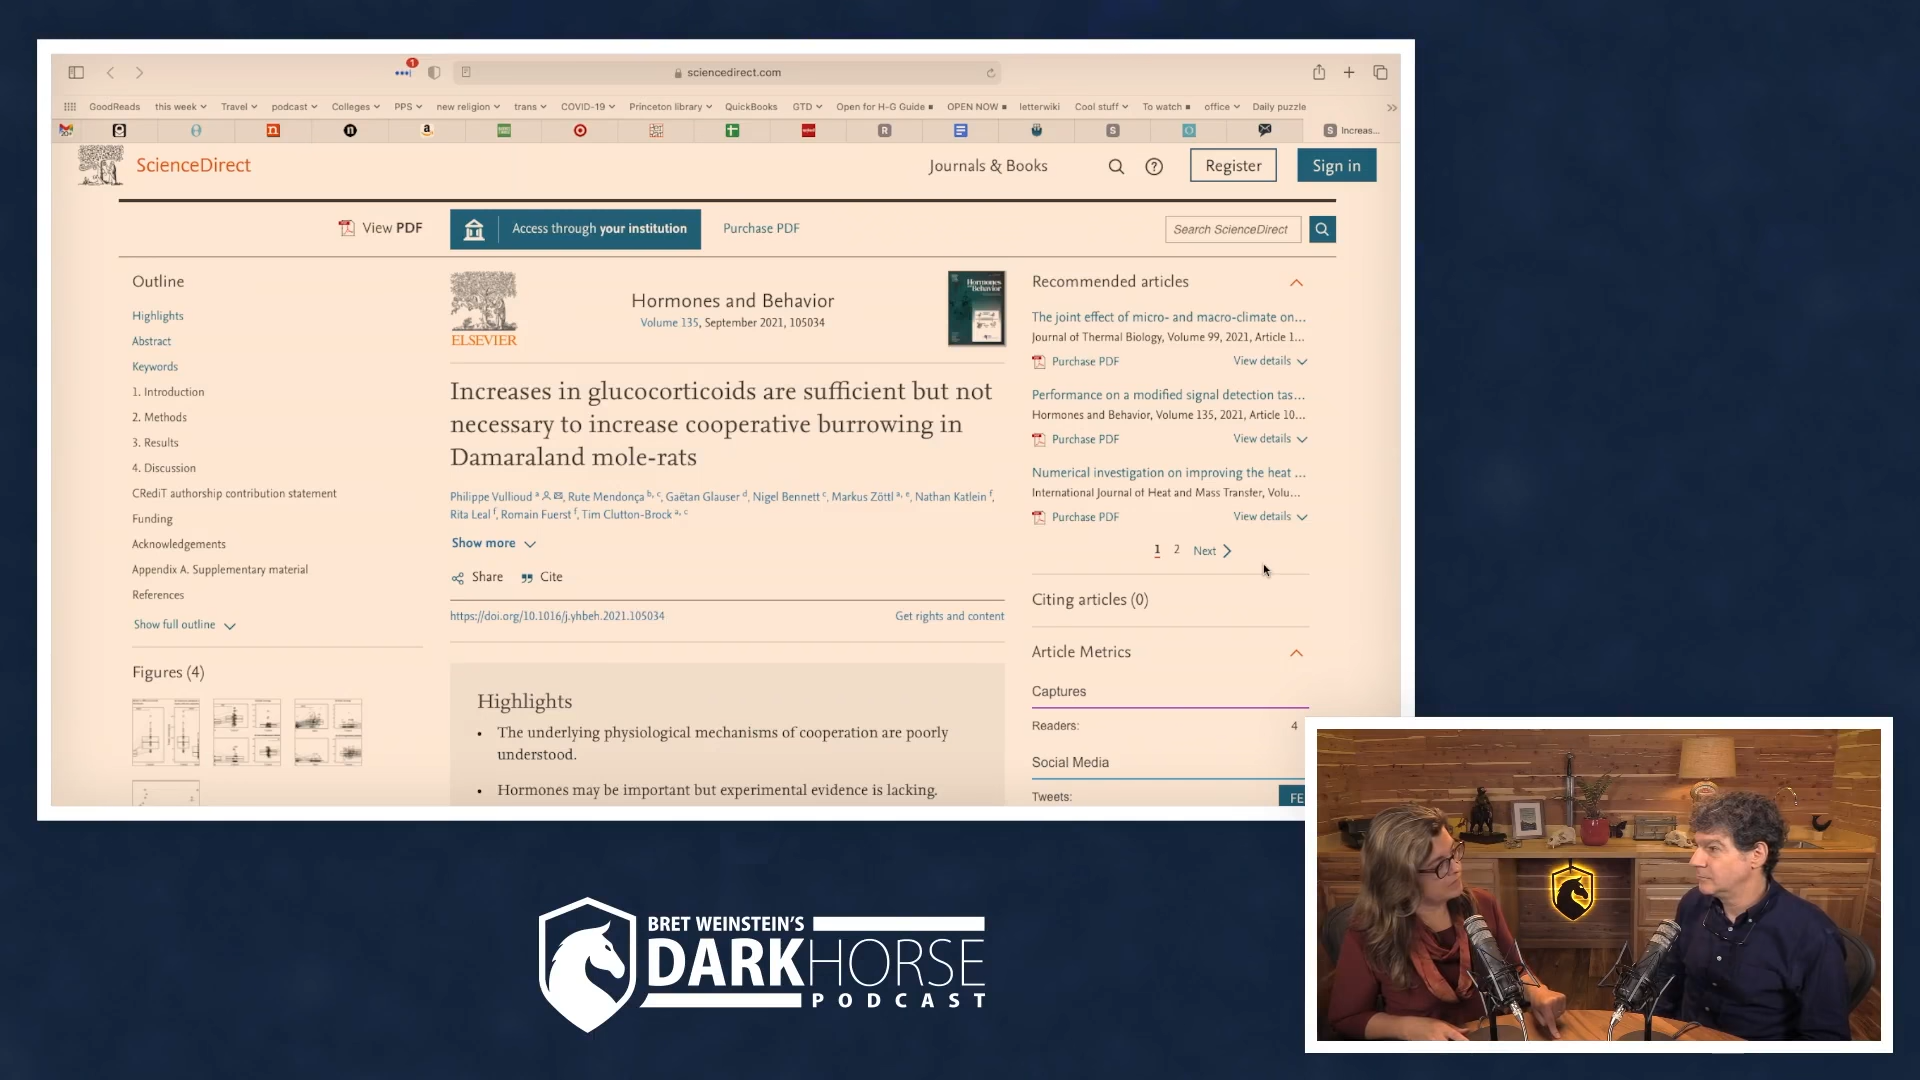 1
sciencedirect.com
GoodReads this week Travel podcast Colleges PPS new religion trans COVID-19 Princeton library QuickBooks GTD Open for H-G Guide OPEN NOW letterwiki Cool stuff To watch office Daily puzzle
S Increas...
ScienceDirect
Journals & Books
Register
Sign in
View PDF
Access through your institution
Purchase PDF
Search ScienceDirect
Outline
Highlights
Abstract
Keywords
1. Introduction
2. Methods
3. Results
4. Discussion
CRediT authorship contribution statement
Funding
Acknowledgements
Appendix A. Supplementary material
References
Show full outline
Figures (4)
ELSEVIER
Hormones and Behavior
Volume 135, September 2021, 105034
Hormones and Behavior
Increases in glucocorticoids are sufficient but not
necessary to increase cooperative burrowing in
Damaraland mole-rats
Philippe Vullioud a, Rute Mendonça b, c, Gaëtan Glauser d, Nigel Bennett c, Markus Zöttl a, e, Nathan Katlein f,
Rita Leal f, Romain Fuerst f, Tim Clutton-Brock a, c
Show more
Share Cite
https://doi.org/10.1016/j.yhbeh.2021.105034
Get rights and content
Highlights
• The underlying physiological mechanisms of cooperation are poorly
understood.
• Hormones may be important but experimental evidence is lacking.
Recommended articles
The joint effect of micro- and macro-climate on...
Journal of Thermal Biology, Volume 99, 2021, Article 1...
Purchase PDF View details
Performance on a modified signal detection tas...
Hormones and Behavior, Volume 135, 2021, Article 10...
Purchase PDF View details
Numerical investigation on improving the heat ...
International Journal of Heat and Mass Transfer, Volu...
Purchase PDF View details
1 2 Next
Citing articles (0)
Article Metrics
Captures
Readers: 4
Social Media
Tweets:
FE
BRET WEINSTEIN'S
DARKHORSE
PODCAST